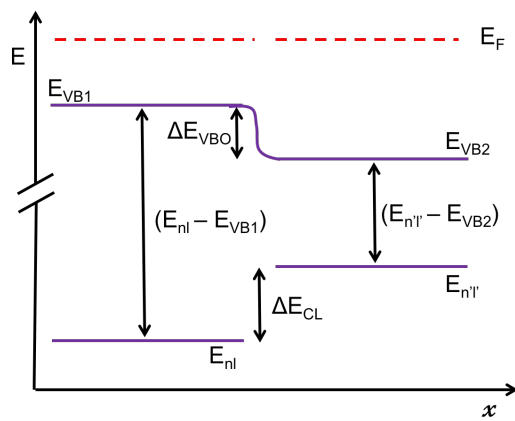 E
E_F
E_VB1
ΔE_VBO
E_VB2
(E_nl – E_VB1)
(E_n'l' – E_VB2)
E_n'l'
ΔE_CL
E_nl
x